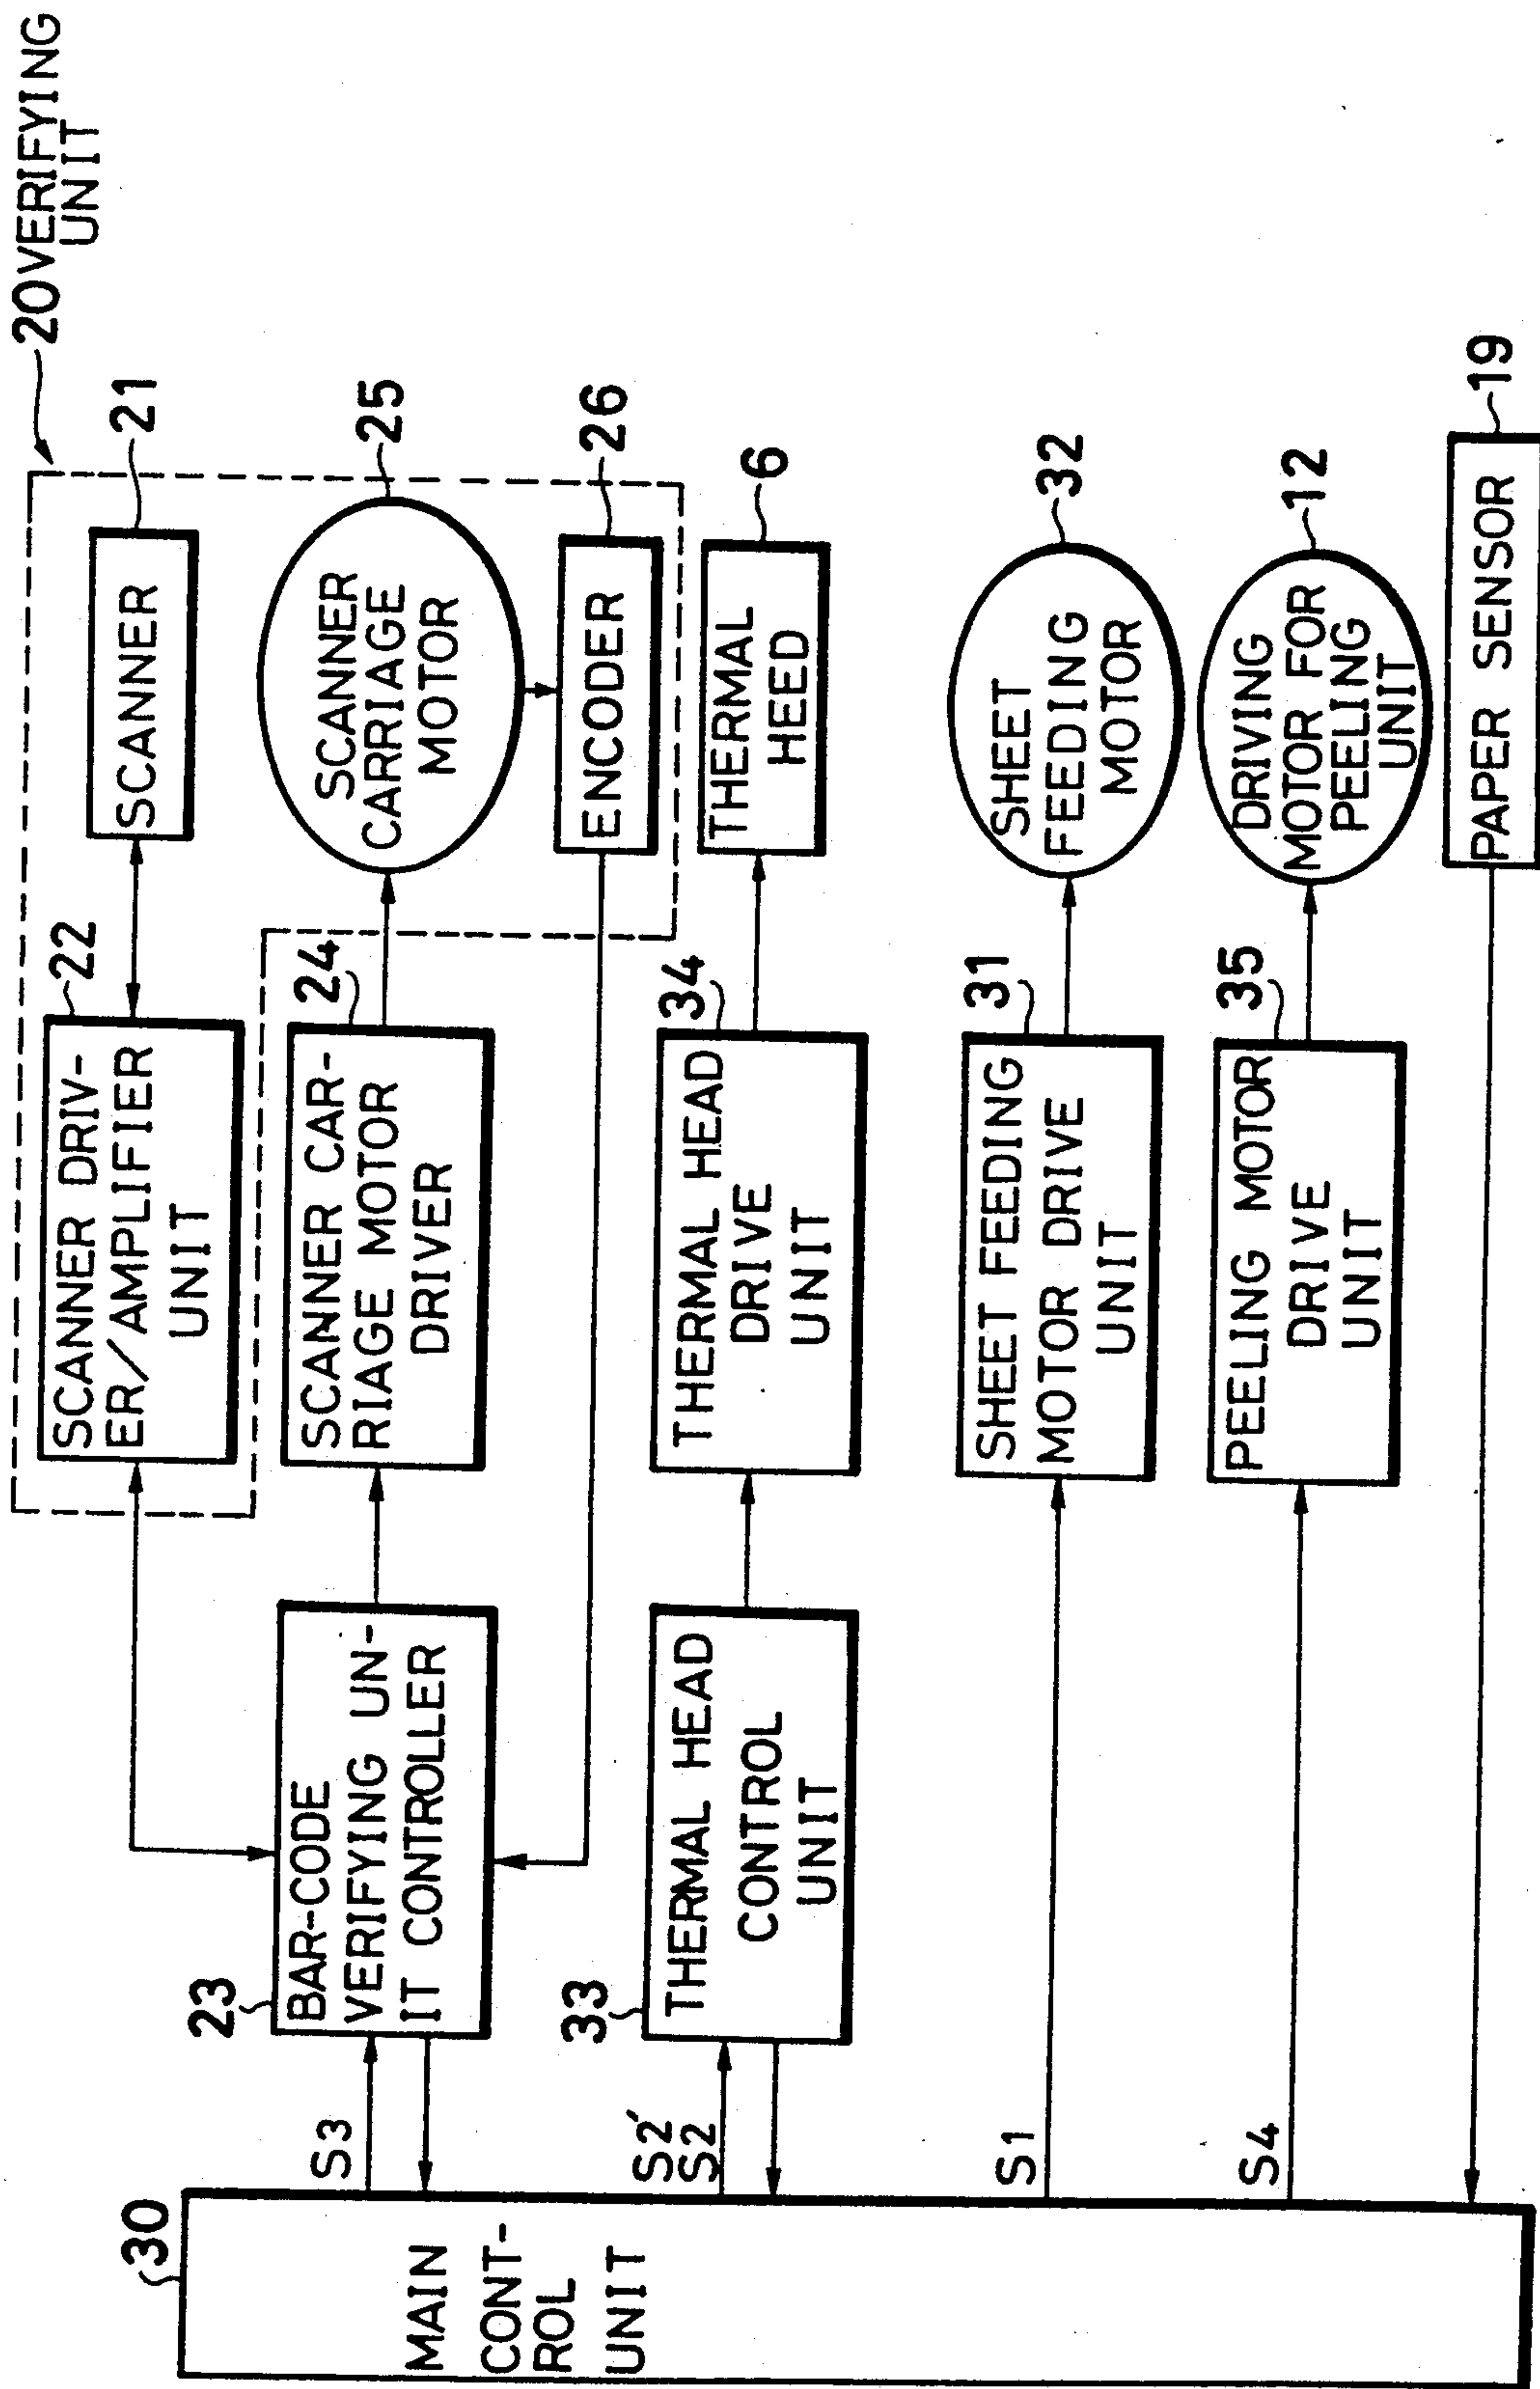 20 VERIFYING
UNIT
22
SCANNER DRIV-
ER/AMPLIFIER
UNIT
21
SCANNER
23
BAR-CODE
VERIFYING UN-
IT CONTROLLER
24
SCANNER CAR-
RIAGE MOTOR
DRIVER
25
SCANNER
CARRIAGE
MOTOR
26
ENCODER
30
MAIN
CONT-
ROL
UNIT
S3
S2'
S2
33
THERMAL HEAD
CONTROL
UNIT
34
THERMAL HEAD
DRIVE
UNIT
6
THERMAL
HEED
S1
31
SHEET FEEDING
MOTOR DRIVE
UNIT
32
SHEET
FEEDING
MOTOR
S4
35
PEELING MOTOR
DRIVE
UNIT
12
DRIVING
MOTOR FOR
PEELING
UNIT
19
PAPER SENSOR